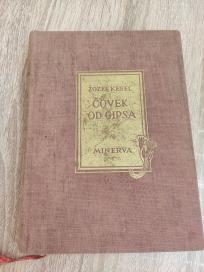 ŽOZEF KESEL
ČOVEK
OD GIPSA
MINERVA